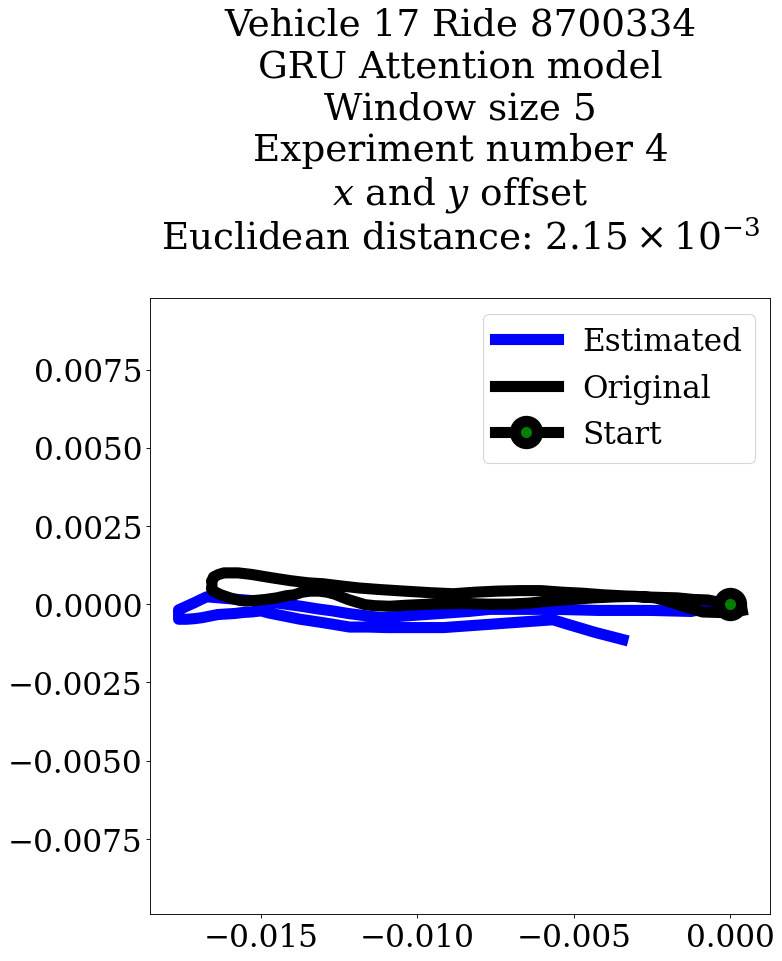 Vehicle 17 Ride 8700334
GRU Attention model
Window size 5
Experiment number 4
x and y offset
Euclidean distance: 2.15 × 10⁻³
Estimated
Original
Start
0.0075
0.0050
0.0025
0.0000
−0.0025
−0.0050
−0.0075
−0.015 −0.010 −0.005 0.000